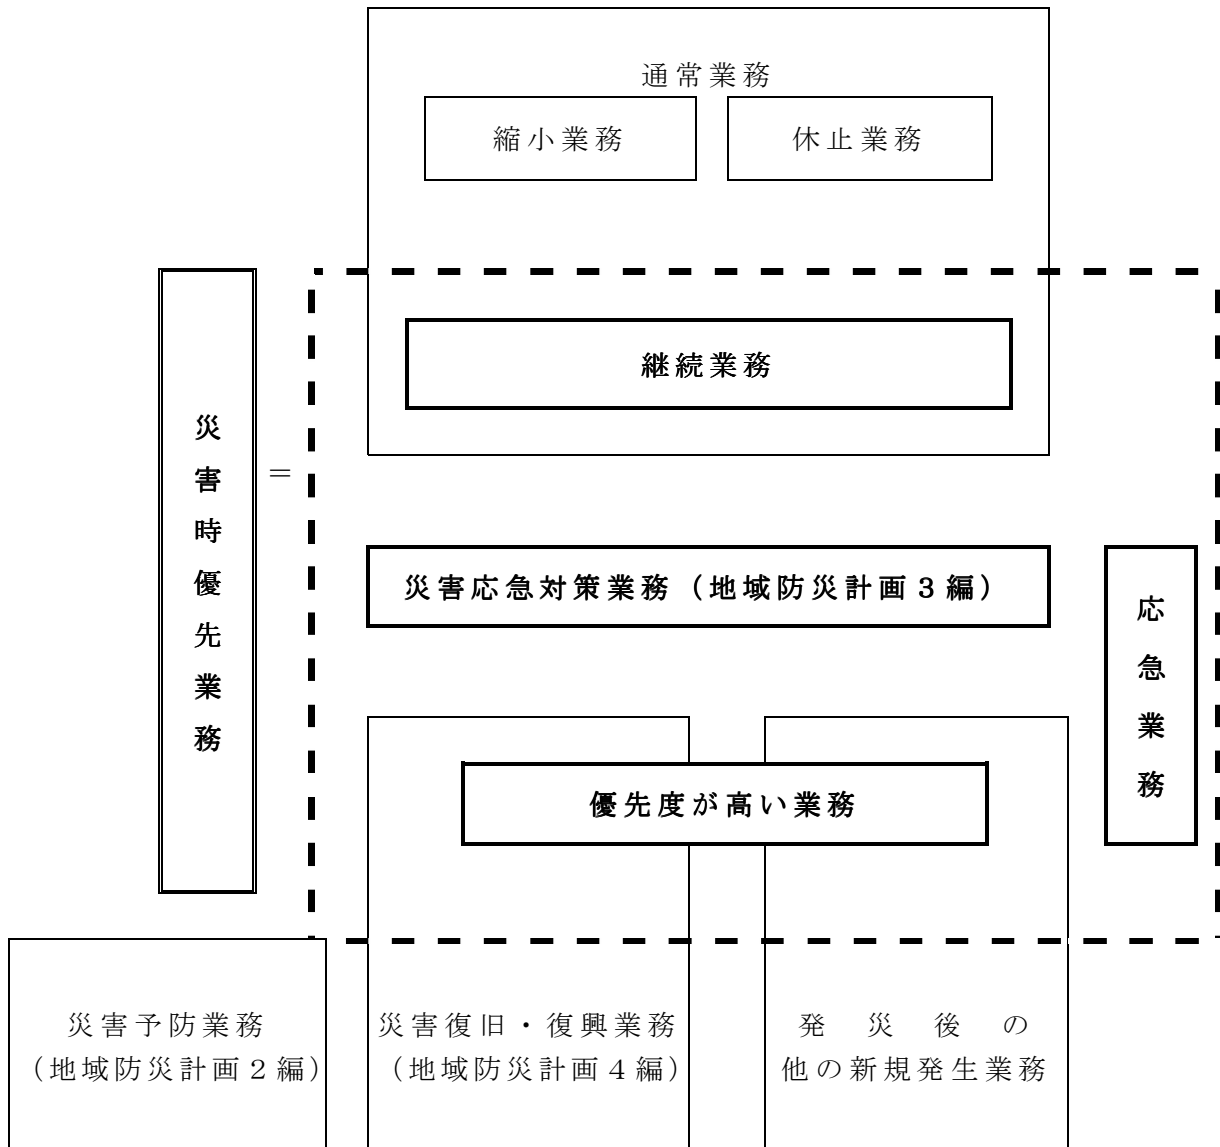 通常業務
縮小業務
休止業務
継続業務
災害時優先業務
＝
災害応急対策業務（地域防災計画３編）
応急業務
優先度が高い業務
災害予防業務
（地域防災計画２編）
災害復旧・復興業務
（地域防災計画４編）
発災後の
他の新規発生業務